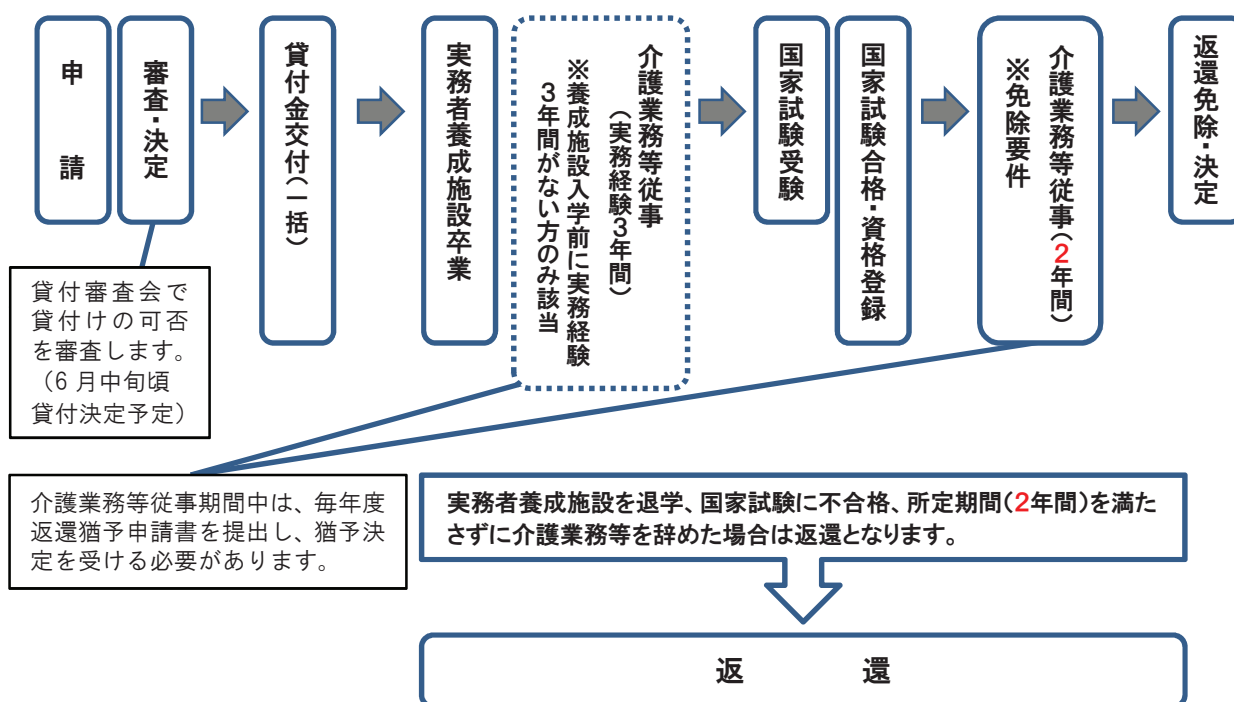 申請
審査・決定
貸付金交付（一括）
実務者養成施設卒業
介護業務等従事
（実務経験３年間）
※養成施設入学前に実務経験
３年間がない方のみ該当
国家試験受験
国家試験合格・資格登録
介護業務等従事（２年間）
※免除要件
返還免除・決定
貸付審査会で
貸付けの可否
を審査します。
（6 月中旬頃
貸付決定予定）
介護業務等従事期間中は、毎年度
返還猶予申請書を提出し、猶予決
定を受ける必要があります。
実務者養成施設を退学、国家試験に不合格、所定期間（２年間）を満た
さずに介護業務等を辞めた場合は返還となります。
返　還